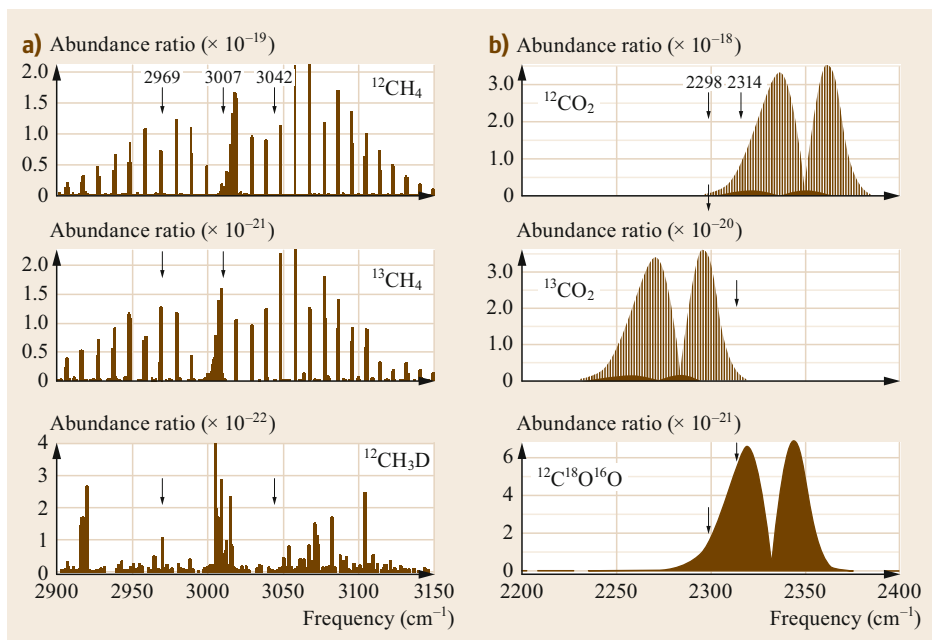 a) Abundance ratio (× 10⁻¹⁹)
2.0
1.5
1.0
0.5
0
2969 3007 3042
¹²CH₄
Abundance ratio (× 10⁻²¹)
2.0
1.5
1.0
0.5
0
¹³CH₄
Abundance ratio (× 10⁻²²)
4
3
2
1
0
¹²CH₃D
2900 2950 3000 3050 3100 3150
Frequency (cm⁻¹)
b) Abundance ratio (× 10⁻¹⁸)
3.0
2.0
1.0
0
¹²CO₂
2298 2314
Abundance ratio (× 10⁻²⁰)
3.0
2.0
1.0
0
¹³CO₂
Abundance ratio (× 10⁻²¹)
6
4
2
0
¹²C¹⁸O¹⁶O
2200 2250 2300 2350 2400
Frequency (cm⁻¹)